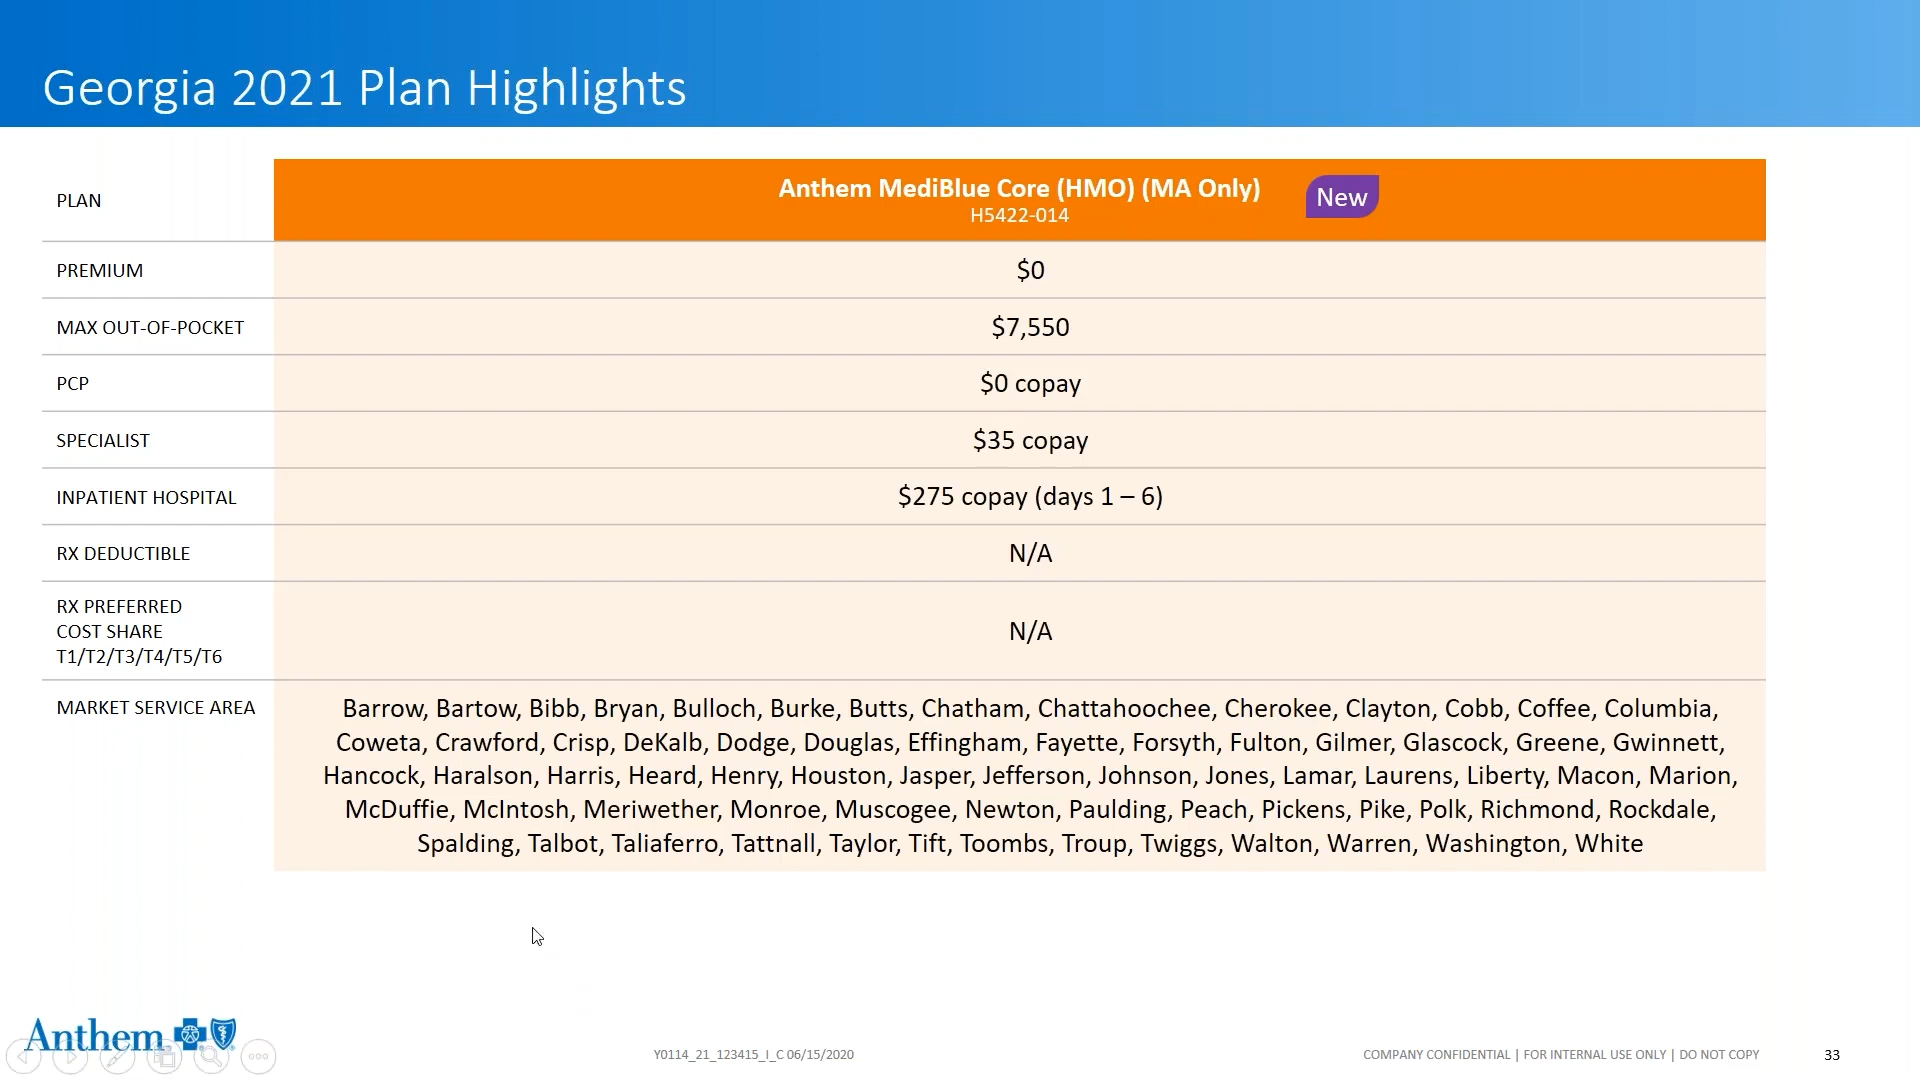 Georgia 2021 Plan Highlights
PLAN
Anthem MediBlue Core (HMO) (MA Only)
H5422-014
New
PREMIUM
$0
MAX OUT-OF-POCKET
$7,550
PCP
$0 copay
SPECIALIST
$35 copay
INPATIENT HOSPITAL
$275 copay (days 1 – 6)
RX DEDUCTIBLE
N/A
RX PREFERRED
COST SHARE
T1/T2/T3/T4/T5/T6
N/A
MARKET SERVICE AREA
Barrow, Bartow, Bibb, Bryan, Bulloch, Burke, Butts, Chatham, Chattahoochee, Cherokee, Clayton, Cobb, Coffee, Columbia,
Coweta, Crawford, Crisp, DeKalb, Dodge, Douglas, Effingham, Fayette, Forsyth, Fulton, Gilmer, Glascock, Greene, Gwinnett,
Hancock, Haralson, Harris, Heard, Henry, Houston, Jasper, Jefferson, Johnson, Jones, Lamar, Laurens, Liberty, Macon, Marion,
McDuffie, McIntosh, Meriwether, Monroe, Muscogee, Newton, Paulding, Peach, Pickens, Pike, Polk, Richmond, Rockdale,
Spalding, Talbot, Taliaferro, Tattnall, Taylor, Tift, Toombs, Troup, Twiggs, Walton, Warren, Washington, White
Anthem
Y0114_21_123415_I_C 06/15/2020
COMPANY CONFIDENTIAL | FOR INTERNAL USE ONLY | DO NOT COPY
33